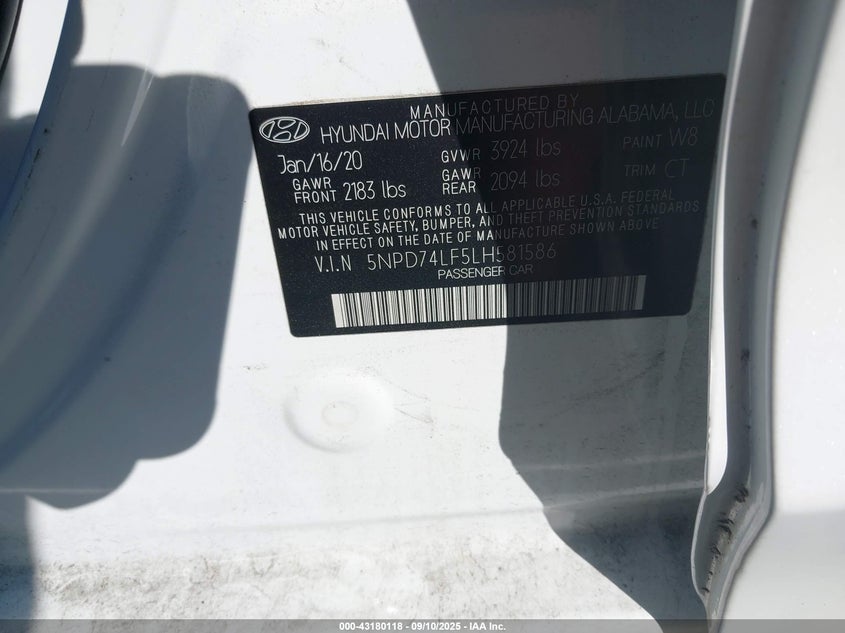 MANUFACTURED BY
HYUNDAI MOTOR MANUFACTURING ALABAMA, LLC
Jan/16/20 GVWR 3924 lbs PAINT W8
GAWR FRONT 2183 lbs GAWR REAR 2094 lbs TRIM CT
THIS VEHICLE CONFORMS TO ALL APPLICABLE U.S.A. FEDERAL
MOTOR VEHICLE SAFETY, BUMPER, AND THEFT PREVENTION STANDARDS
IN EFFECT ON THE DATE OF MANUFACTURE SHOWN ABOVE.
V.I.N 5NPD74LF5LH581586
PASSENGER CAR
000-43180118 - 09/10/2025 - IAA Inc.